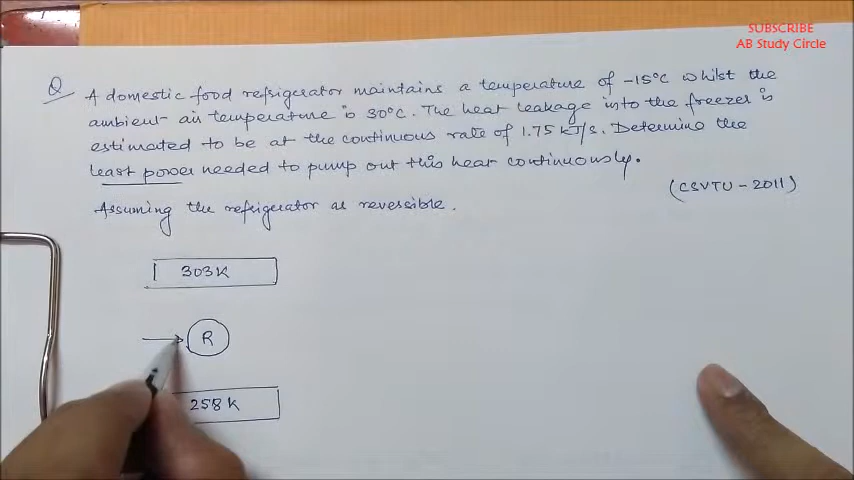 SUBSCRIBE
AB Study Circle
Q A domestic food refrigerator maintains a temperature of -15°C whilst the
ambient air temperature is 30°C. The heat leakage into the freezer is
estimated to be at the continuous rate of 1.75 kJ/s. Determine the
least power needed to pump out this heat continuously.
(CSVTU - 2011)
Assuming the refrigerator as reversible.
303K
R
258 K